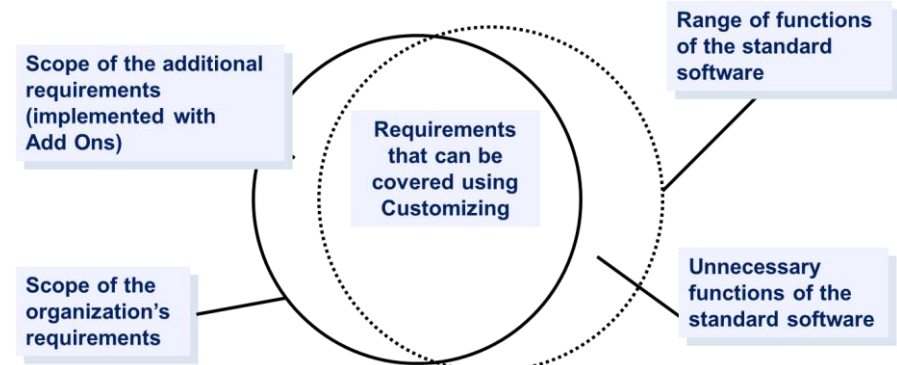 Scope of the additional
requirements
(implemented with
Add Ons)
Range of functions
of the standard
software
Requirements
that can be
covered using
Customizing
Scope of the
organization's
requirements
Unnecessary
functions of the
standard software